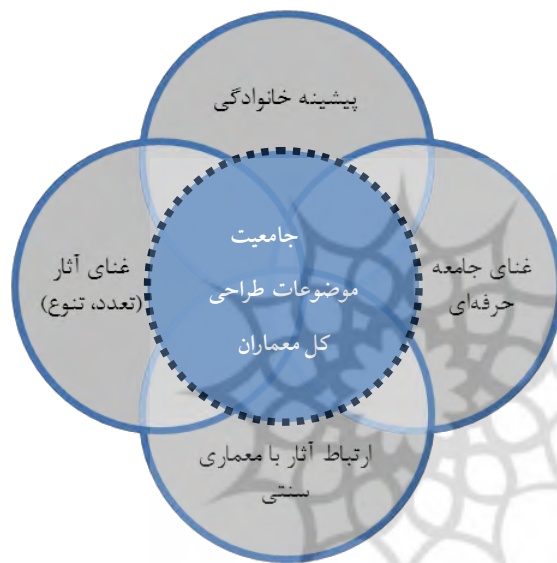 پیشینه خانوادگی
غنای جامعه
حرفه‌ای
جامعیت
موضوعات طراحی
کل معماران
غنای آثار
(تعدد، تنوع)
ارتباط آثار با معماری
سنتی